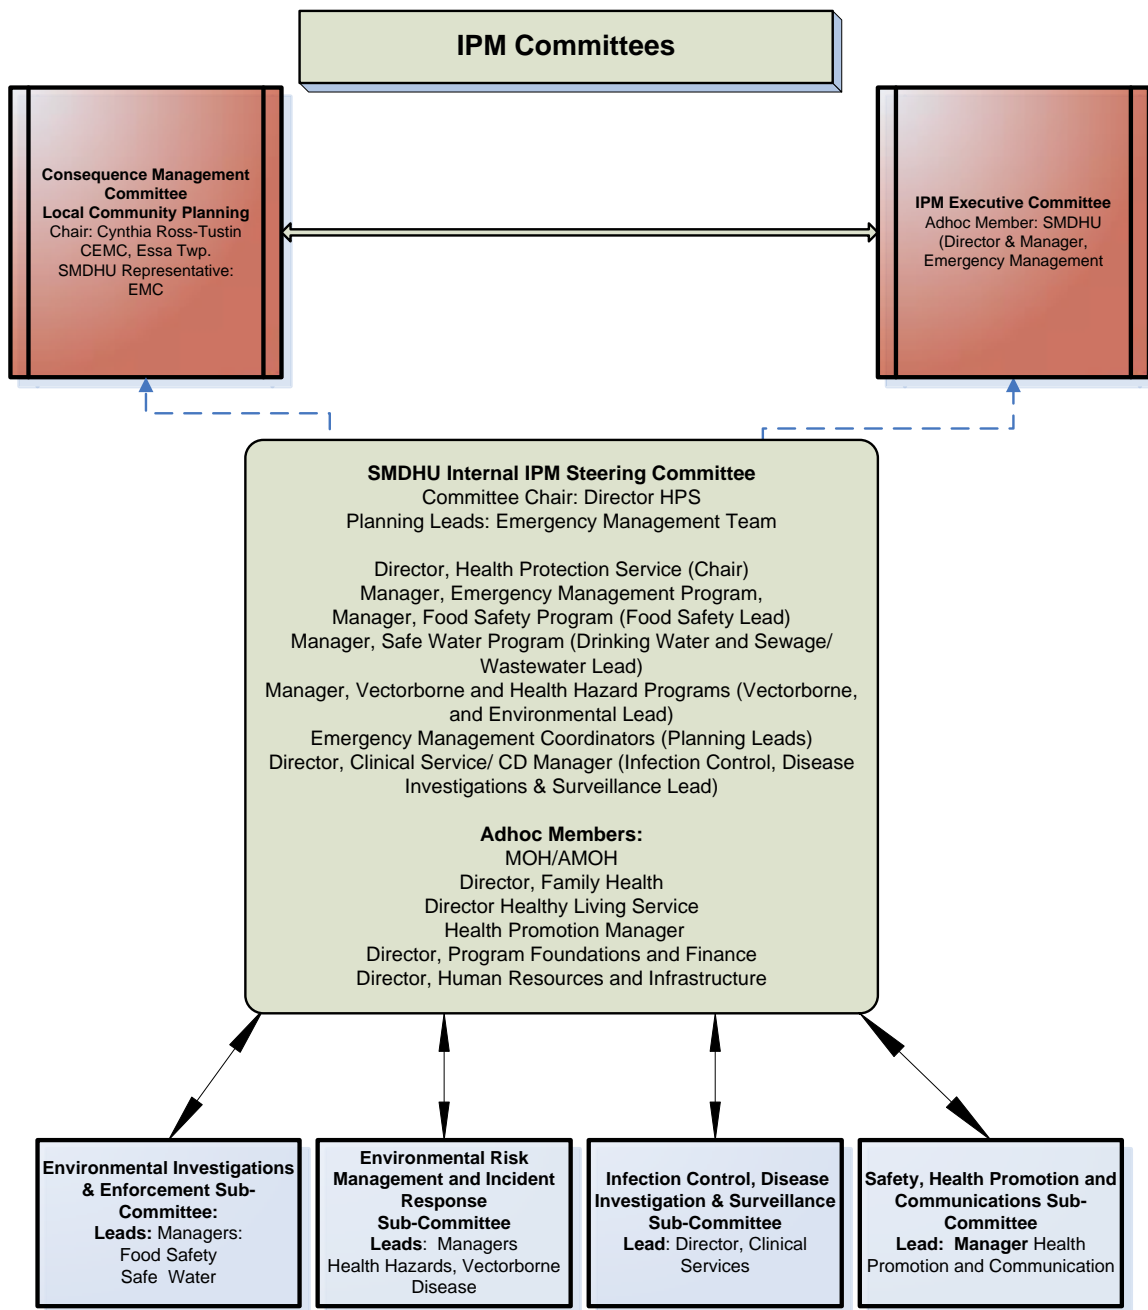 IPM Committees
Consequence Management
Committee
Local Community Planning
Chair: Cynthia Ross-Tustin
CEMC, Essa Twp.
SMDHU Representative:
EMC
IPM Executive Committee
Adhoc Member: SMDHU
(Director & Manager,
Emergency Management
SMDHU Internal IPM Steering Committee
Committee Chair: Director HPS
Planning Leads: Emergency Management Team
Director, Health Protection Service (Chair)
Manager, Emergency Management Program,
Manager, Food Safety Program (Food Safety Lead)
Manager, Safe Water Program (Drinking Water and Sewage/
Wastewater Lead)
Manager, Vectorborne and Health Hazard Programs (Vectorborne,
and Environmental Lead)
Emergency Management Coordinators (Planning Leads)
Director, Clinical Service/ CD Manager (Infection Control, Disease
Investigations & Surveillance Lead)
Adhoc Members:
MOH/AMOH
Director, Family Health
Director Healthy Living Service
Health Promotion Manager
Director, Program Foundations and Finance
Director, Human Resources and Infrastructure
Environmental Investigations
& Enforcement Sub-
Committee:
Leads: Managers:
Food Safety
Safe Water
Environmental Risk
Management and Incident
Response
Sub-Committee
Leads: Managers
Health Hazards, Vectorborne
Disease
Infection Control, Disease
Investigation & Surveillance
Sub-Committee
Lead: Director, Clinical
Services
Safety, Health Promotion and
Communications Sub-
Committee
Lead: Manager Health
Promotion and Communication